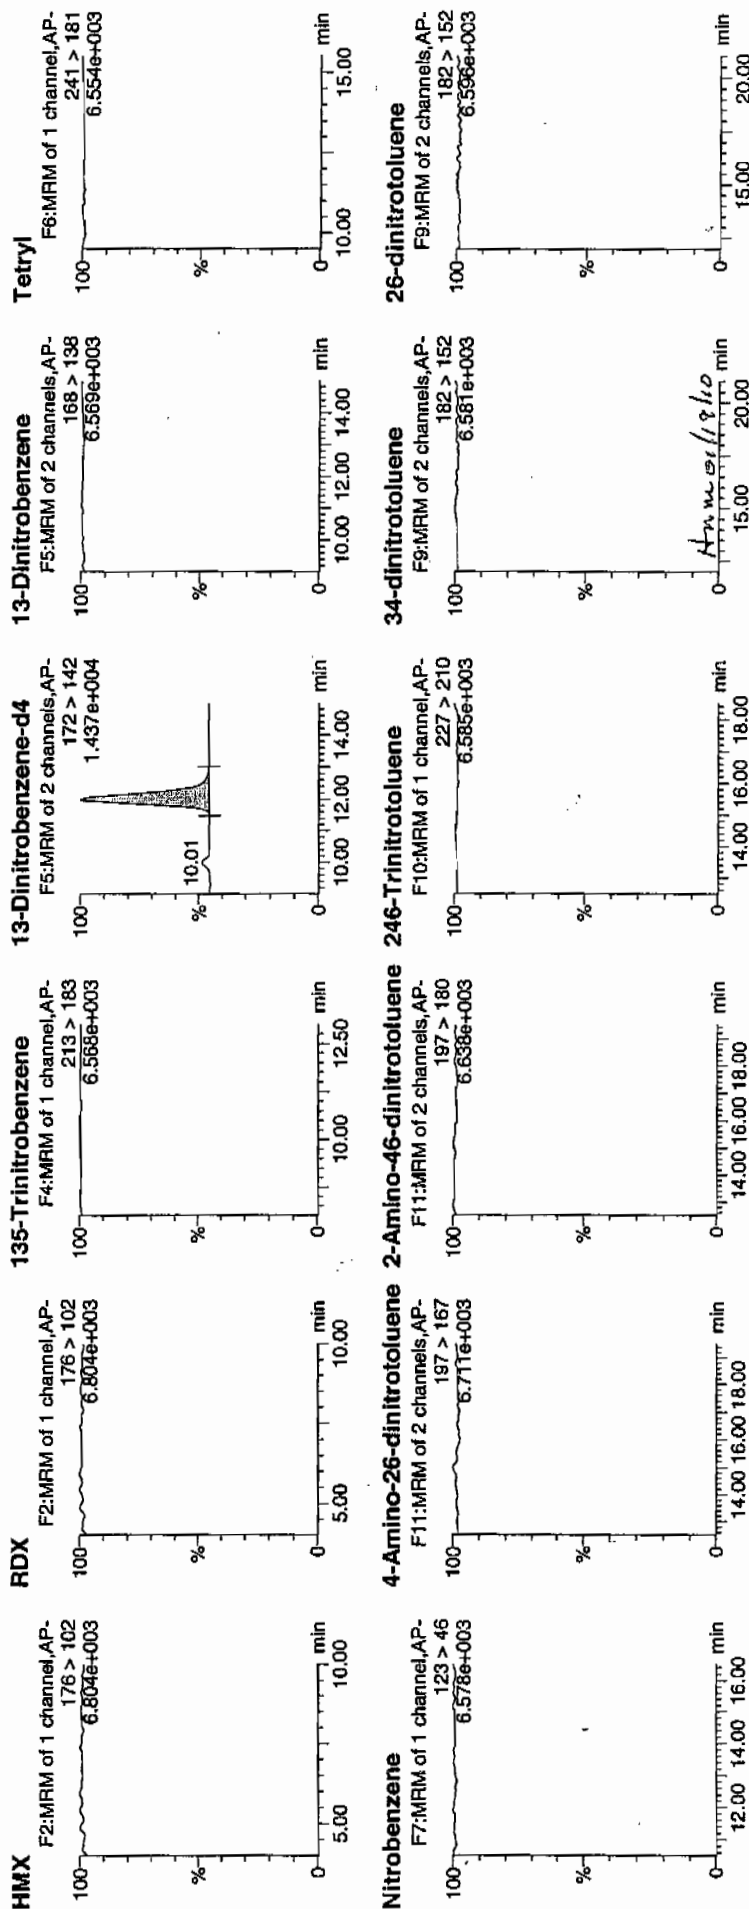 HMX
F2:MRM of 1 channel,AP-
176 > 102
6.804e+003
100
%
0
5.00 10.00 min
RDX
F2:MRM of 1 channel,AP-
176 > 102
6.804e+003
100
%
0
5.00 10.00 min
135-Trinitrobenzene
F4:MRM of 1 channel,AP-
213 > 183
6.568e+003
100
%
0
10.00 12.50 min
13-Dinitrobenzene-d4
F5:MRM of 2 channels,AP-
172 > 142
1.437e+004
100
%
10.01
0
10.00 12.00 14.00 min
13-Dinitrobenzene
F5:MRM of 2 channels,AP-
168 > 138
6.569e+003
100
%
0
10.00 12.00 14.00 min
Tetryl
F6:MRM of 1 channel,AP-
241 > 181
6.554e+003
100
%
0
10.00 15.00 min
Nitrobenzene
F7:MRM of 1 channel,AP-
123 > 46
6.578e+003
100
%
0
12.00 14.00 16.00 min
4-Amino-26-dinitrotoluene
F11:MRM of 2 channels,AP-
197 > 167
6.711e+003
100
%
0
14.00 16.00 18.00 min
2-Amino-46-dinitrotoluene
F11:MRM of 2 channels,AP-
197 > 180
6.638e+003
100
%
0
14.00 16.00 18.00 min
246-Trinitrotoluene
F10:MRM of 1 channel,AP-
227 > 210
6.585e+003
100
%
0
14.00 16.00 18.00 min
34-dinitrotoluene
F9:MRM of 2 channels,AP-
182 > 152
6.581e+003
100
%
0
15.00 20.00 min
26-dinitrotoluene
F9:MRM of 2 channels,AP-
182 > 152
6.596e+003
100
%
0
15.00 20.00 min